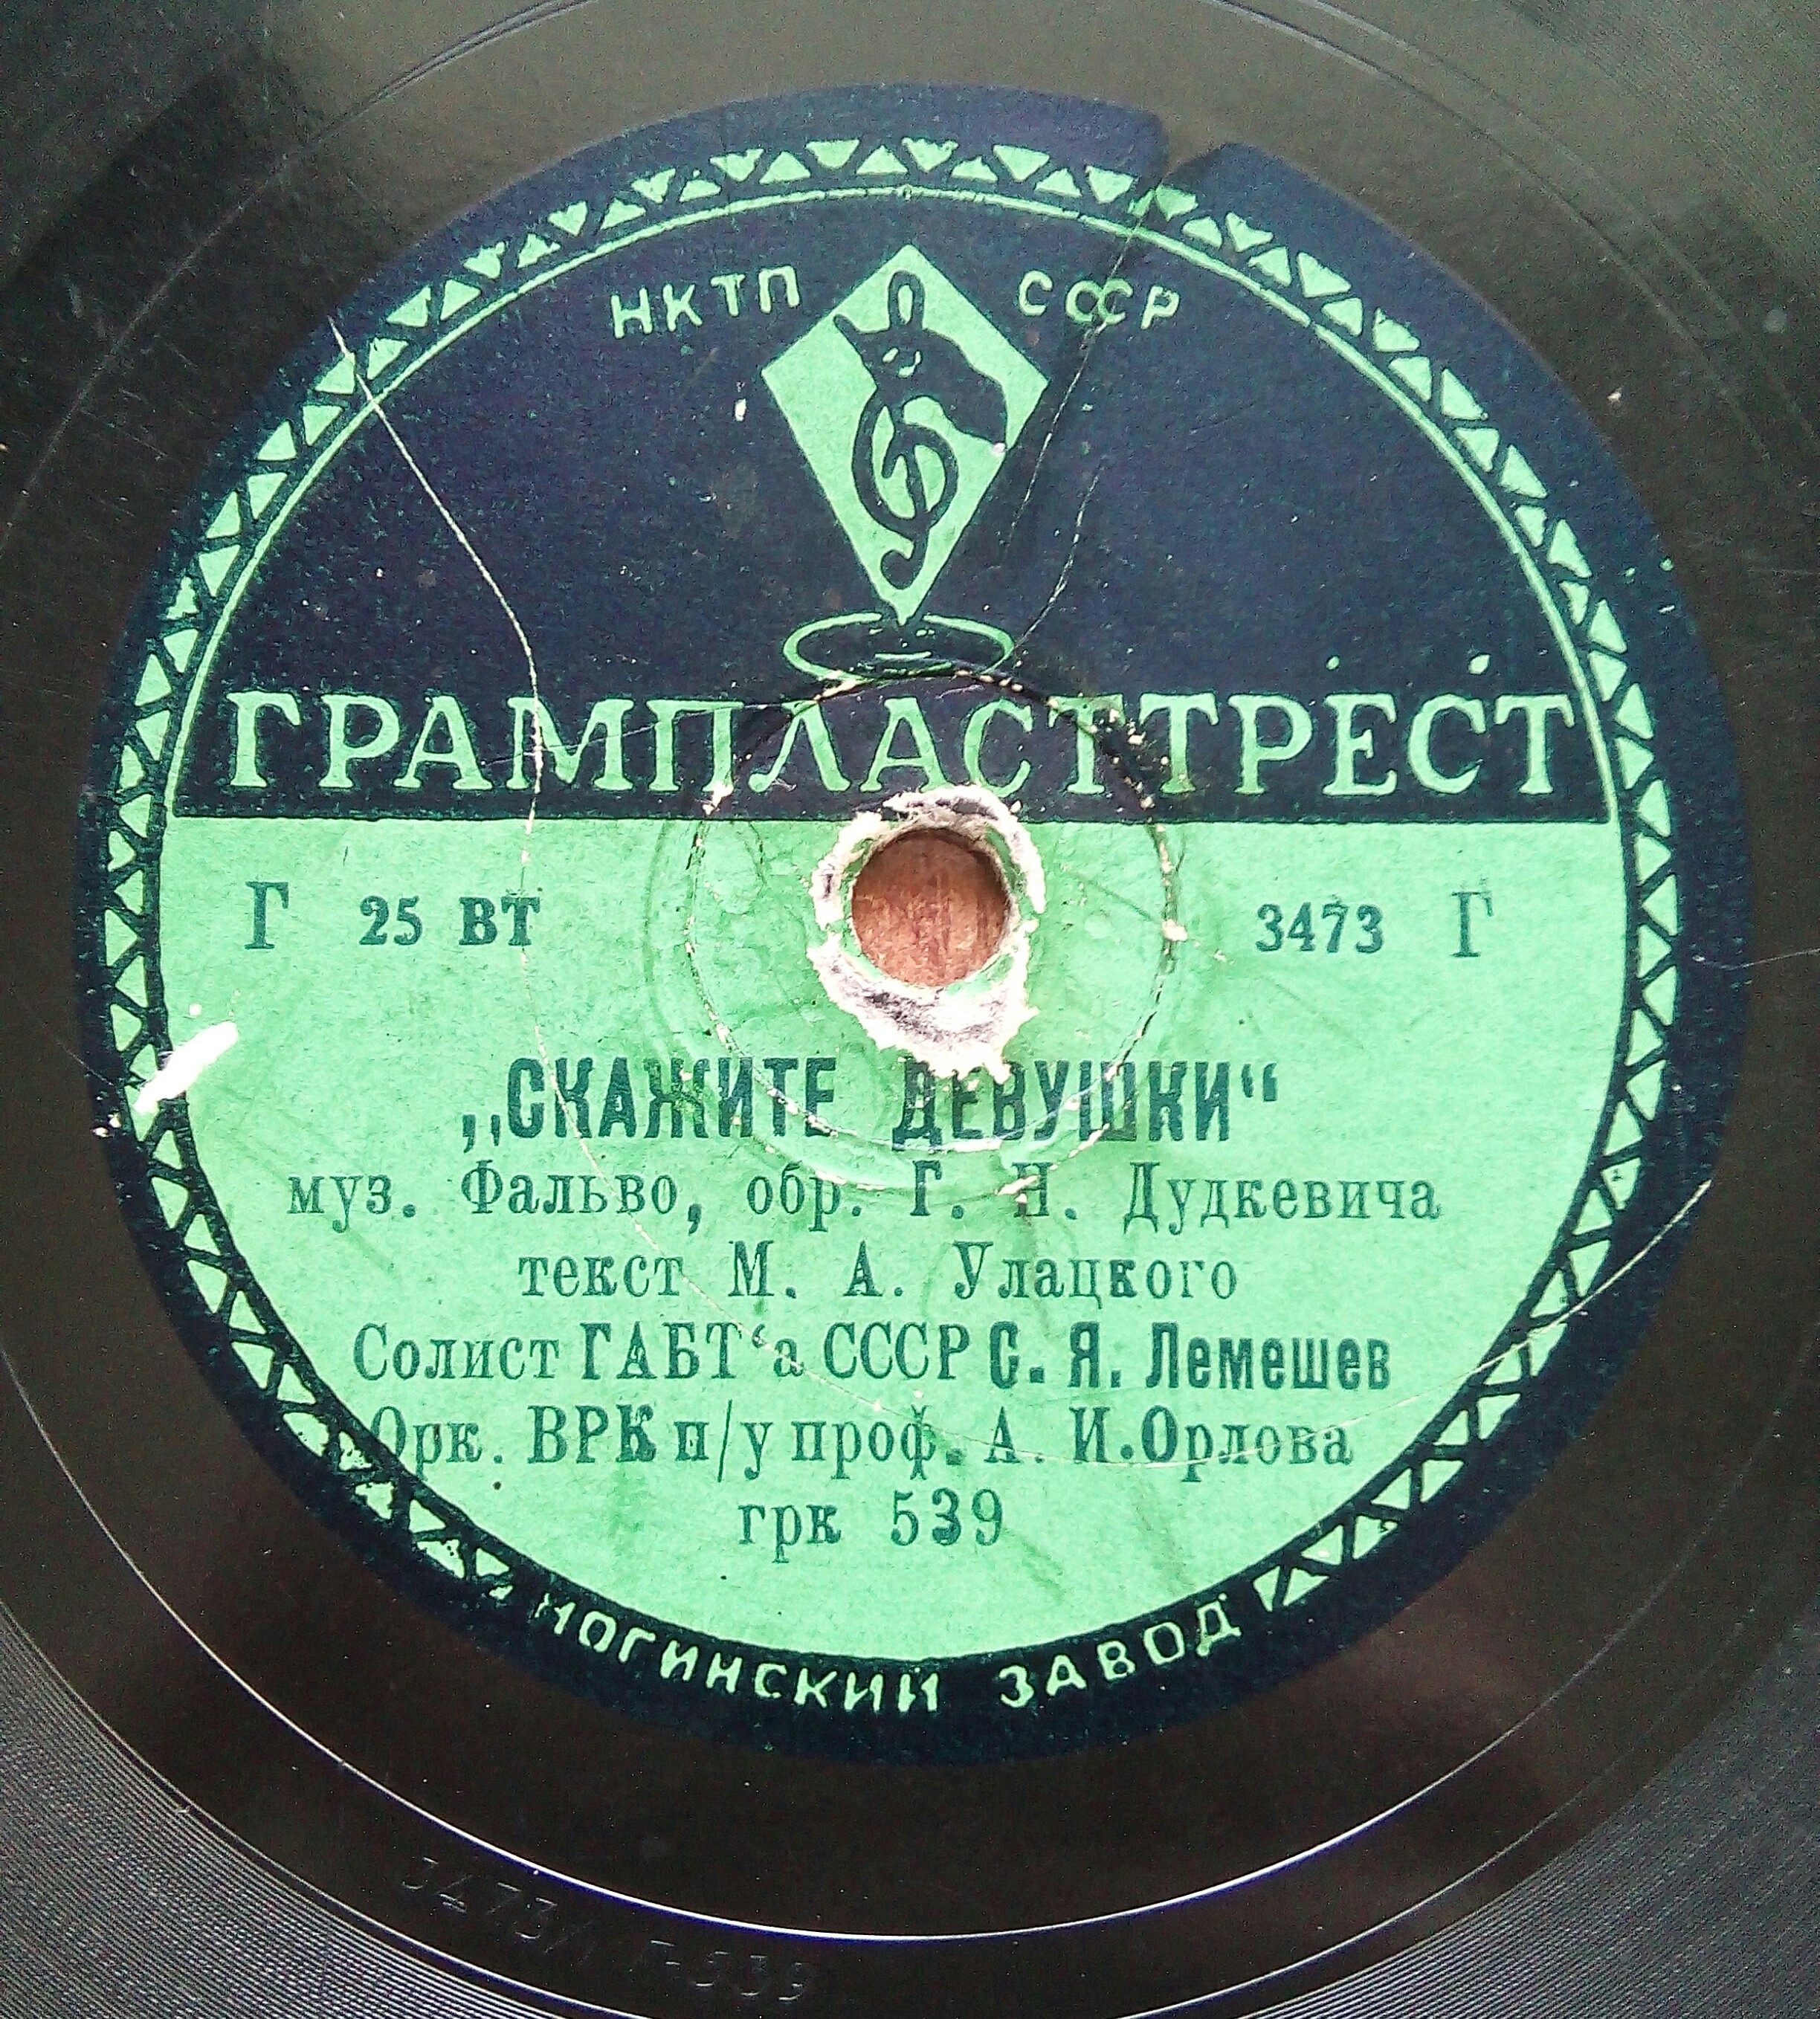 НКТП СССР
ГРАМПЛАСТТРЕСТ
Г 25 ВТ 3473 Г
„СКАЖИТЕ ДЕВУШКИ“
муз. Фальво, обр. Г. Н. Дудкевича
текст М. А. Улацкого
Солист ГАБТ‘а СССР С. Я. Лемешев
Орк. ВРК п/у проф. А. И. Орлова
грк 539
НОГИНСКИЙ ЗАВОД